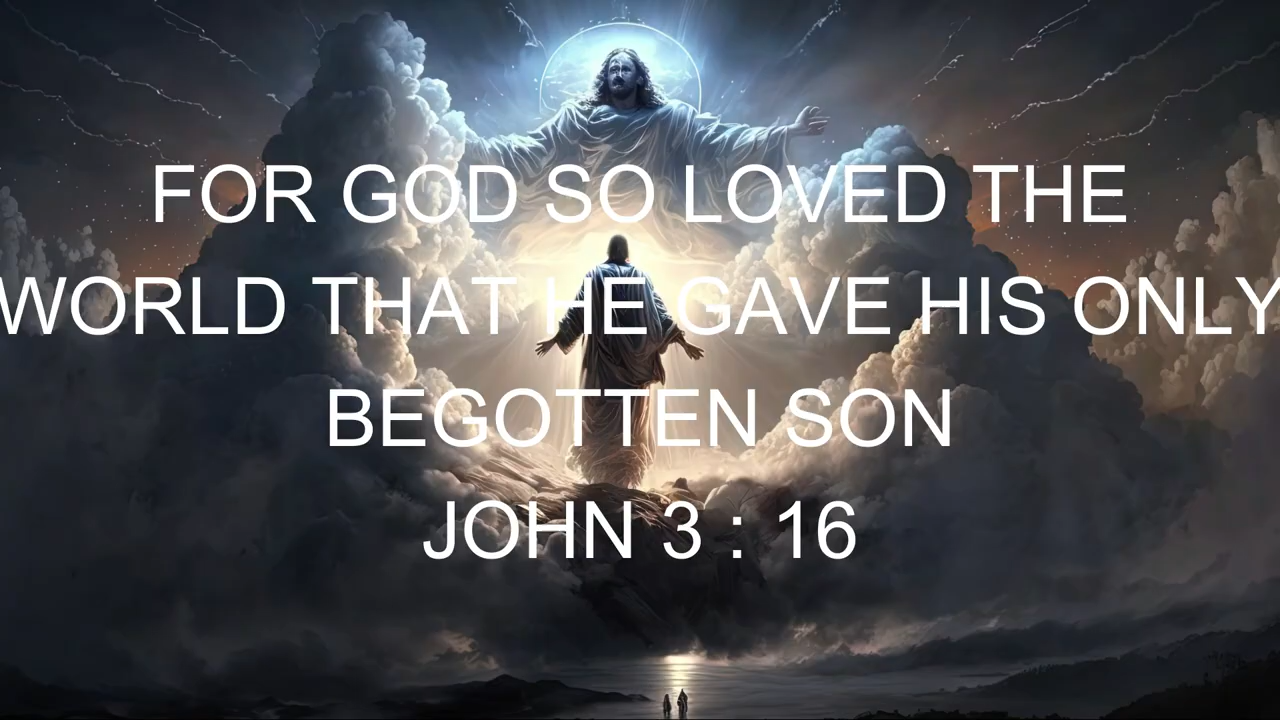 FOR GOD SO LOVED THE
WORLD THAT HE GAVE HIS ONLY
BEGOTTEN SON
JOHN 3 : 16